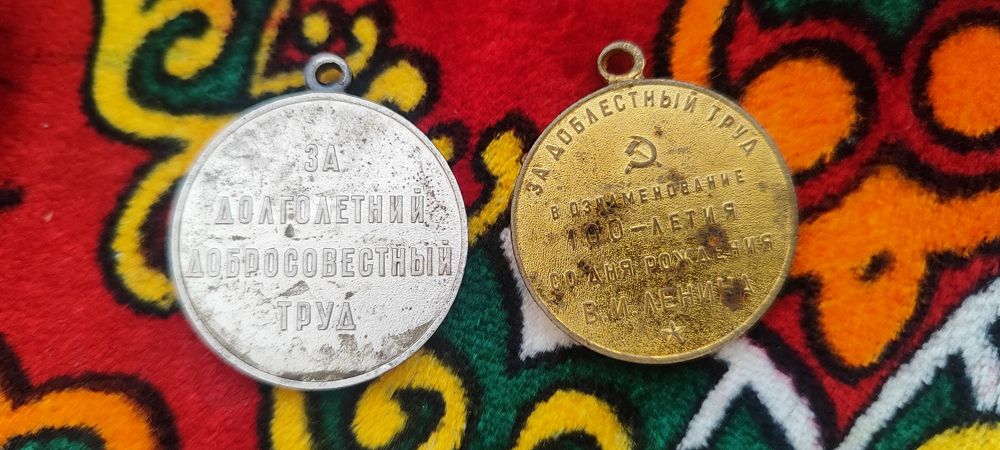 ЗА
ДОЛГОЛЕТНИЙ
ДОБРОСОВЕСТНЫЙ
ТРУД
ЗА ДОБЛЕСТНЫЙ ТРУД
В ОЗНАМЕНОВАНИЕ
100-ЛЕТИЯ
СО ДНЯ РОЖДЕНИЯ
В.И.ЛЕНИНА